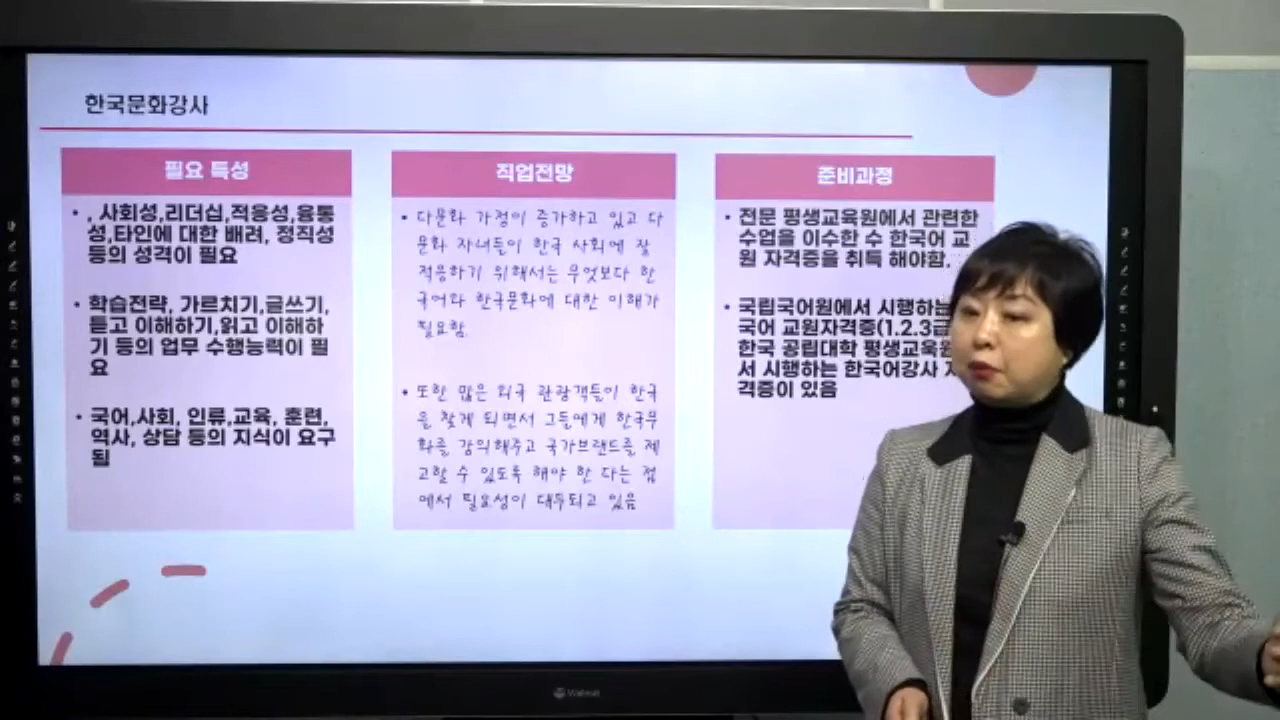 한국문화강사
필요 특성
• , 사회성,리더십,적응성,융통
성,타인에 대한 배려, 정직성
등의 성격이 필요
• 학습전략, 가르치기,글쓰기,
듣고 이해하기,읽고 이해하
기 등의 업무 수행능력이 필
요
• 국어,사회, 인류,교육, 훈련,
역사, 상담 등의 지식이 요구
됨
직업전망
• 다문화 가정이 증가하고 있고 다
문화 자녀들이 한국 사회에 잘
적응하기 위해서는 무엇보다 한
국어와 한국문화에 대한 이해가
필요함.
• 또한 많은 외국 관광객들이 한국
을 찾게 되면서 그들에게 한국문
화를 강의해주고 국가브랜드를 제
고할 수 있도록 해야 한 다는 점
에서 필요성이 대두되고 있음
준비과정
• 전문 평생교육원에서 관련한
수업을 이수한 수 한국어 교
원 자격증을 취득 해야함.
• 국립국어원에서 시행하는
국어 교원자격증(1.2.3급
한국 공립대학 평생교육원
서 시행하는 한국어강사 자
격증이 있음